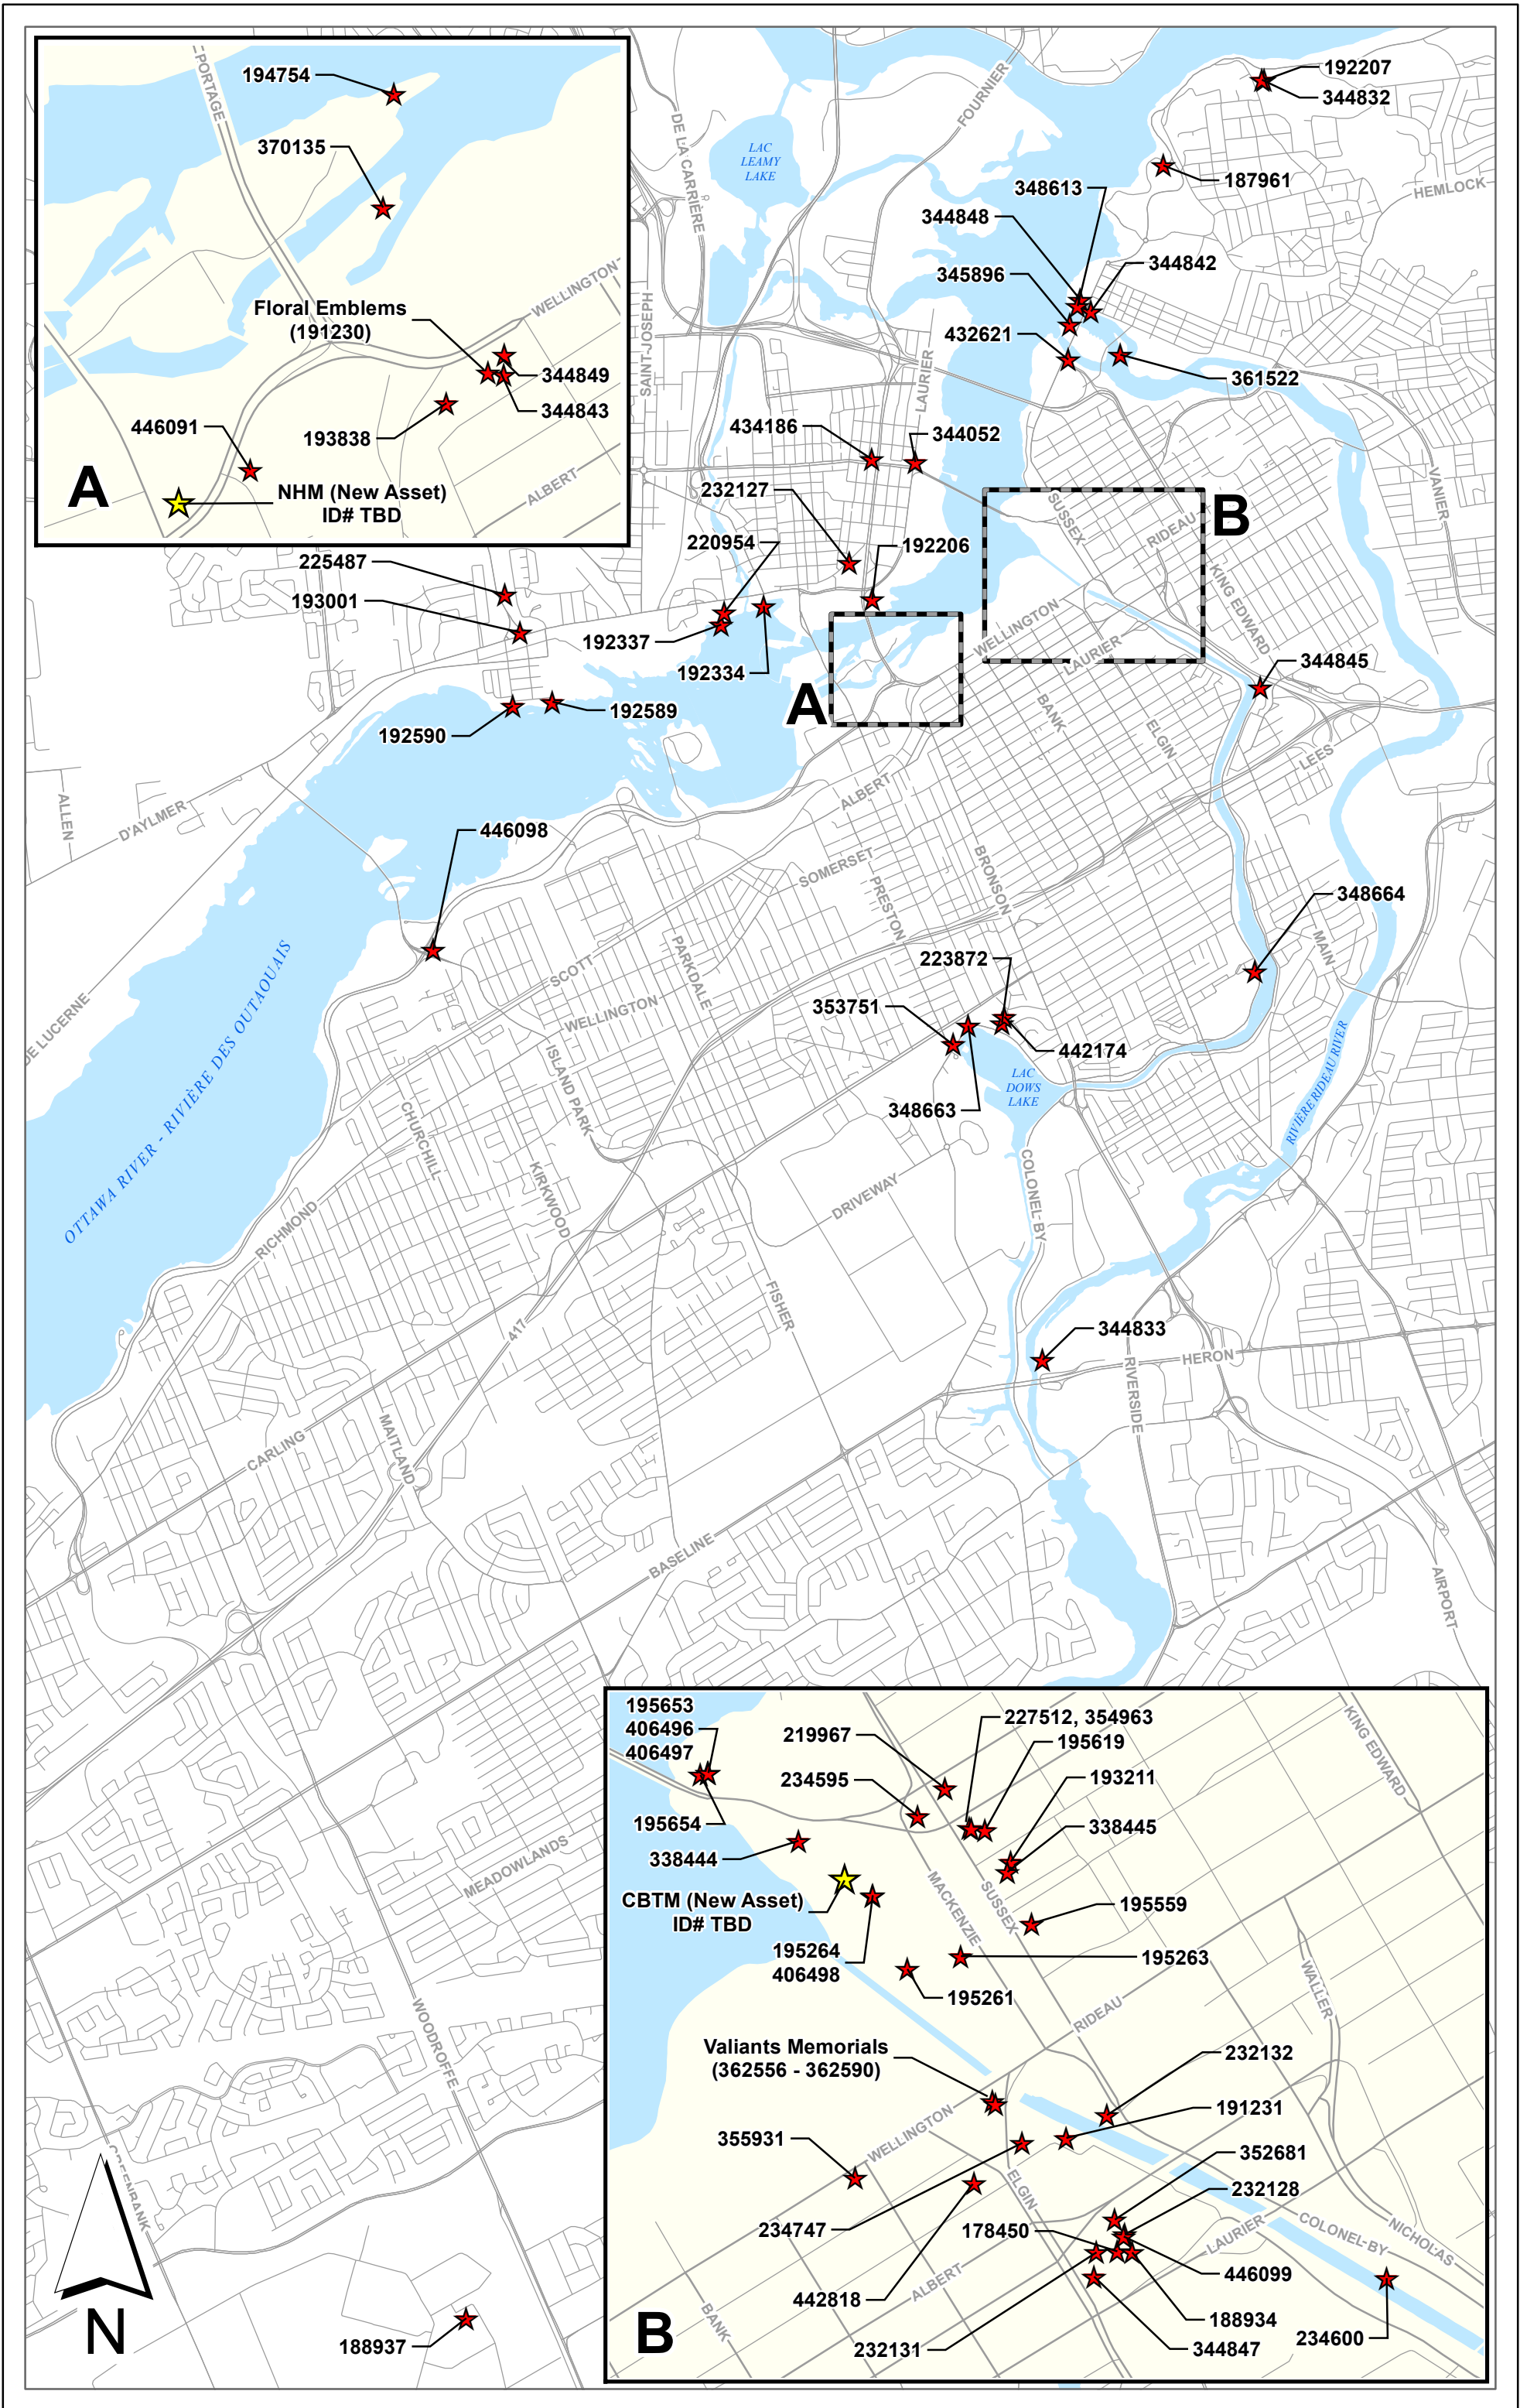 PORTAGE
194754
370135
Floral Emblems
(191230)
WELLINGTON
344849
344843
193838
446091
ALBERT
A
NHM (New Asset)
ID# TBD
DE LA CARRIÈRE
FOURNIER
LAC
LEAMY
LAKE
192207
344832
187961
HEMLOCK
348613
344848
344842
345896
432621
361522
SAINT-JOSEPH
LAURIER
434186
344052
VANIER
232127
SUSSEX
RIDEAU
B
220954
192206
KING EDWARD
225487
193001
192337
192334
WELLINGTON
LAURIER
344845
A
192589
192590
BANK
ELGIN
LEES
ALLEN
D'AYLMER
ALBERT
446098
SOMERSET
BRONSON
PRESTON
348664
MAIN
PARKDALE
223872
SCOTT
WELLINGTON
353751
442174
DE LUCERNE
OTTAWA RIVER - RIVIÈRE DES OUTAOUAIS
ISLAND PARK
LAC
DOWS
LAKE
348663
RIVIÈRE RIDEAU RIVER
CHURCHILL
KIRKWOOD
COLONEL-BY
DRIVEWAY
RICHMOND
FISHER
417
344833
HERON
RIVERSIDE
MAITLAND
CARLING
BASELINE
AIRPORT
195653
406496
406497
219967
227512, 354963
195619
KING EDWARD
234595
193211
195654
338445
338444
MEADOWLANDS
CBTM (New Asset)
ID# TBD
MACKENZIE
SUSSEX
195559
195264
406498
195263
195261
WALLER
RIDEAU
WOODROFFE
Valiants Memorials
(362556 - 362590)
232132
191231
WELLINGTON
355931
352681
ELGIN
232128
234747
178450
LAURIER
COLONEL-BY
NICHOLAS
GREENBANK
ALBERT
446099
442818
188934
BANK
232131
344847
234600
B
N
188937